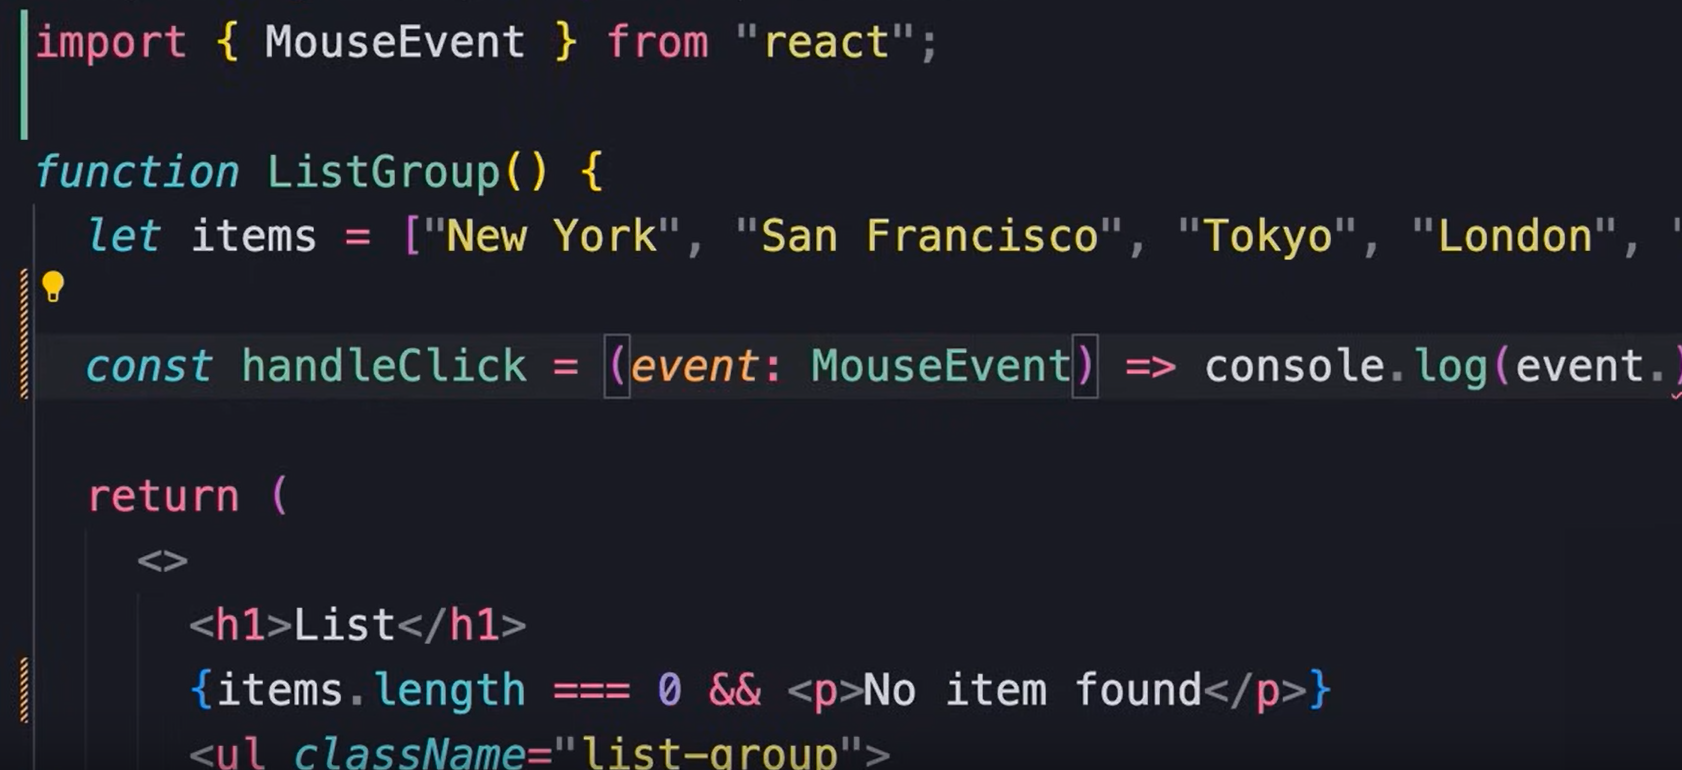 import { MouseEvent } from "react";
function ListGroup() {
let items = ["New York", "San Francisco", "Tokyo", "London", "
const handleClick = (event: MouseEvent) => console.log(event.)
return (
<>
<h1>List</h1>
{items.length === 0 && <p>No item found</p>}
<ul className="list-group">